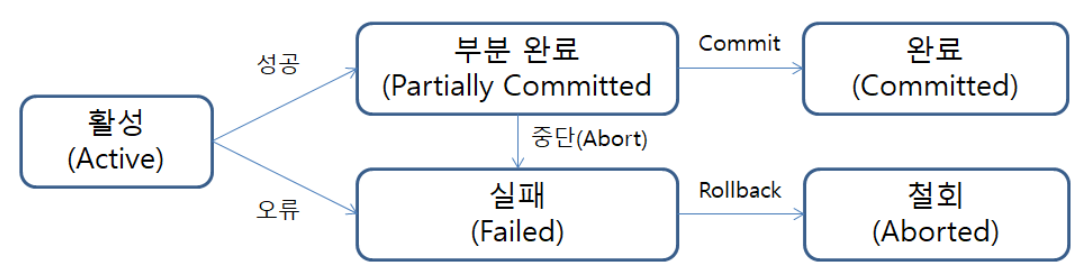 활성
(Active)
성공
오류
부분 완료
(Partially Committed
중단(Abort)
실패
(Failed)
Commit
완료
(Committed)
Rollback
철회
(Aborted)